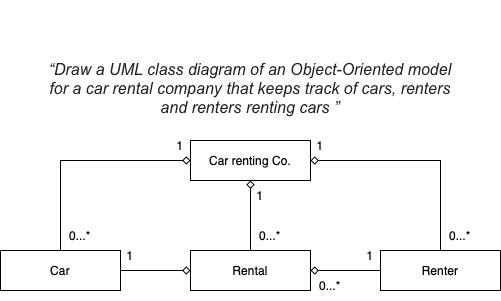 “Draw a UML class diagram of an Object-Oriented model
for a car rental company that keeps track of cars, renters
and renters renting cars ”
1
Car renting Co.
1
1
0...*
0...*
0...*
Car
1
Rental
0...*
1
Renter